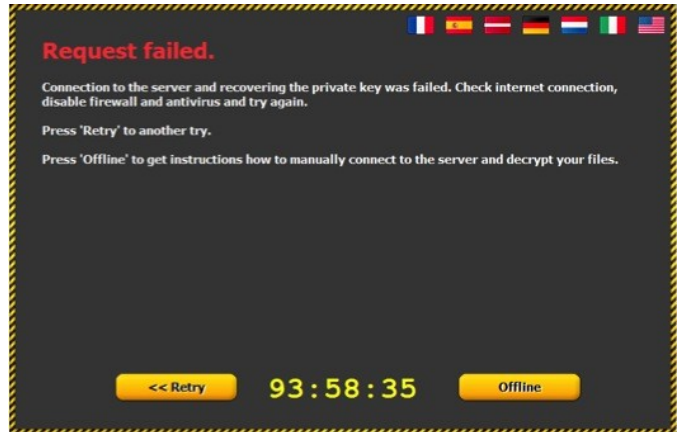 Request failed.
Connection to the server and recovering the private key was failed. Check internet connection,
disable firewall and antivirus and try again.
Press 'Retry' to another try.
Press 'Offline' to get instructions how to manually connect to the server and decrypt your files.
<< Retry
93:58:35
Offline